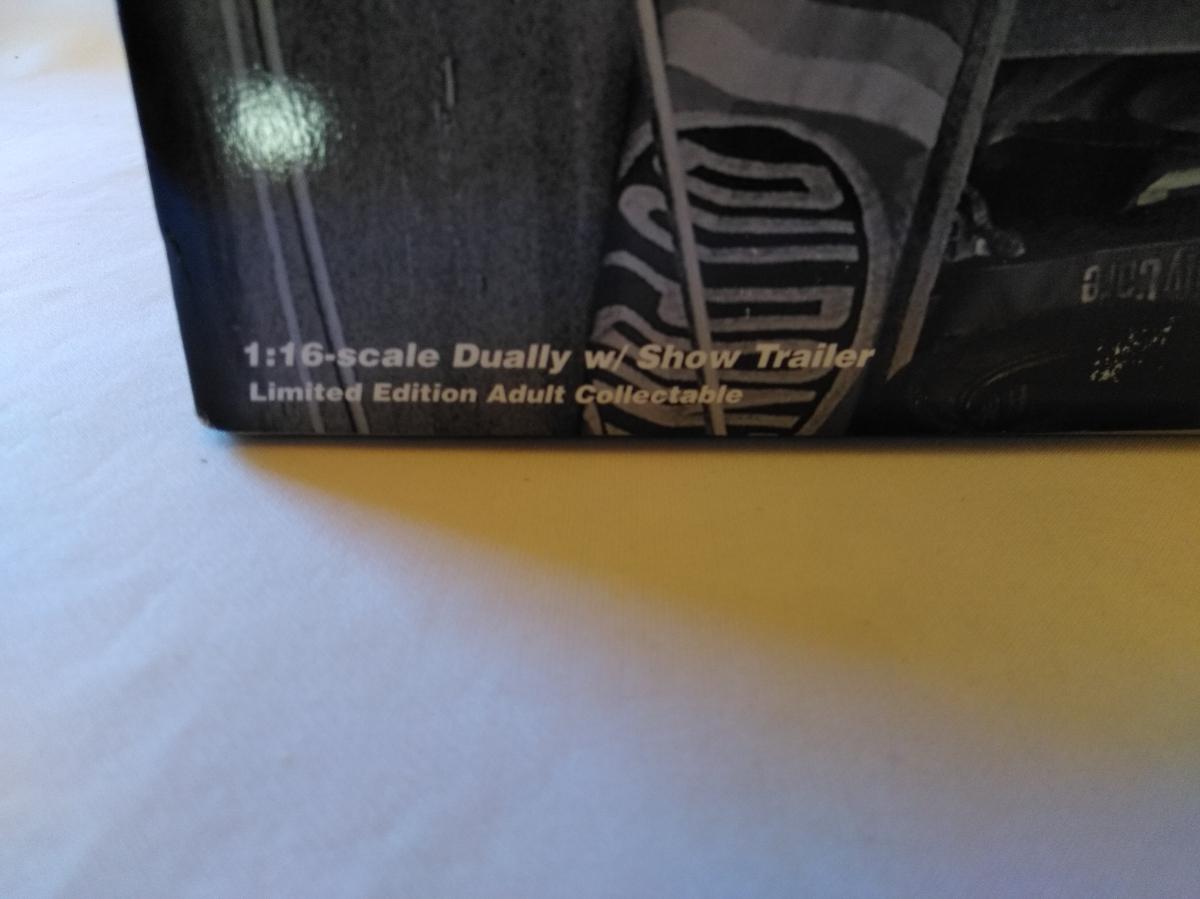 1:16-scale Dually w/ Show Trailer
Limited Edition Adult Collectable